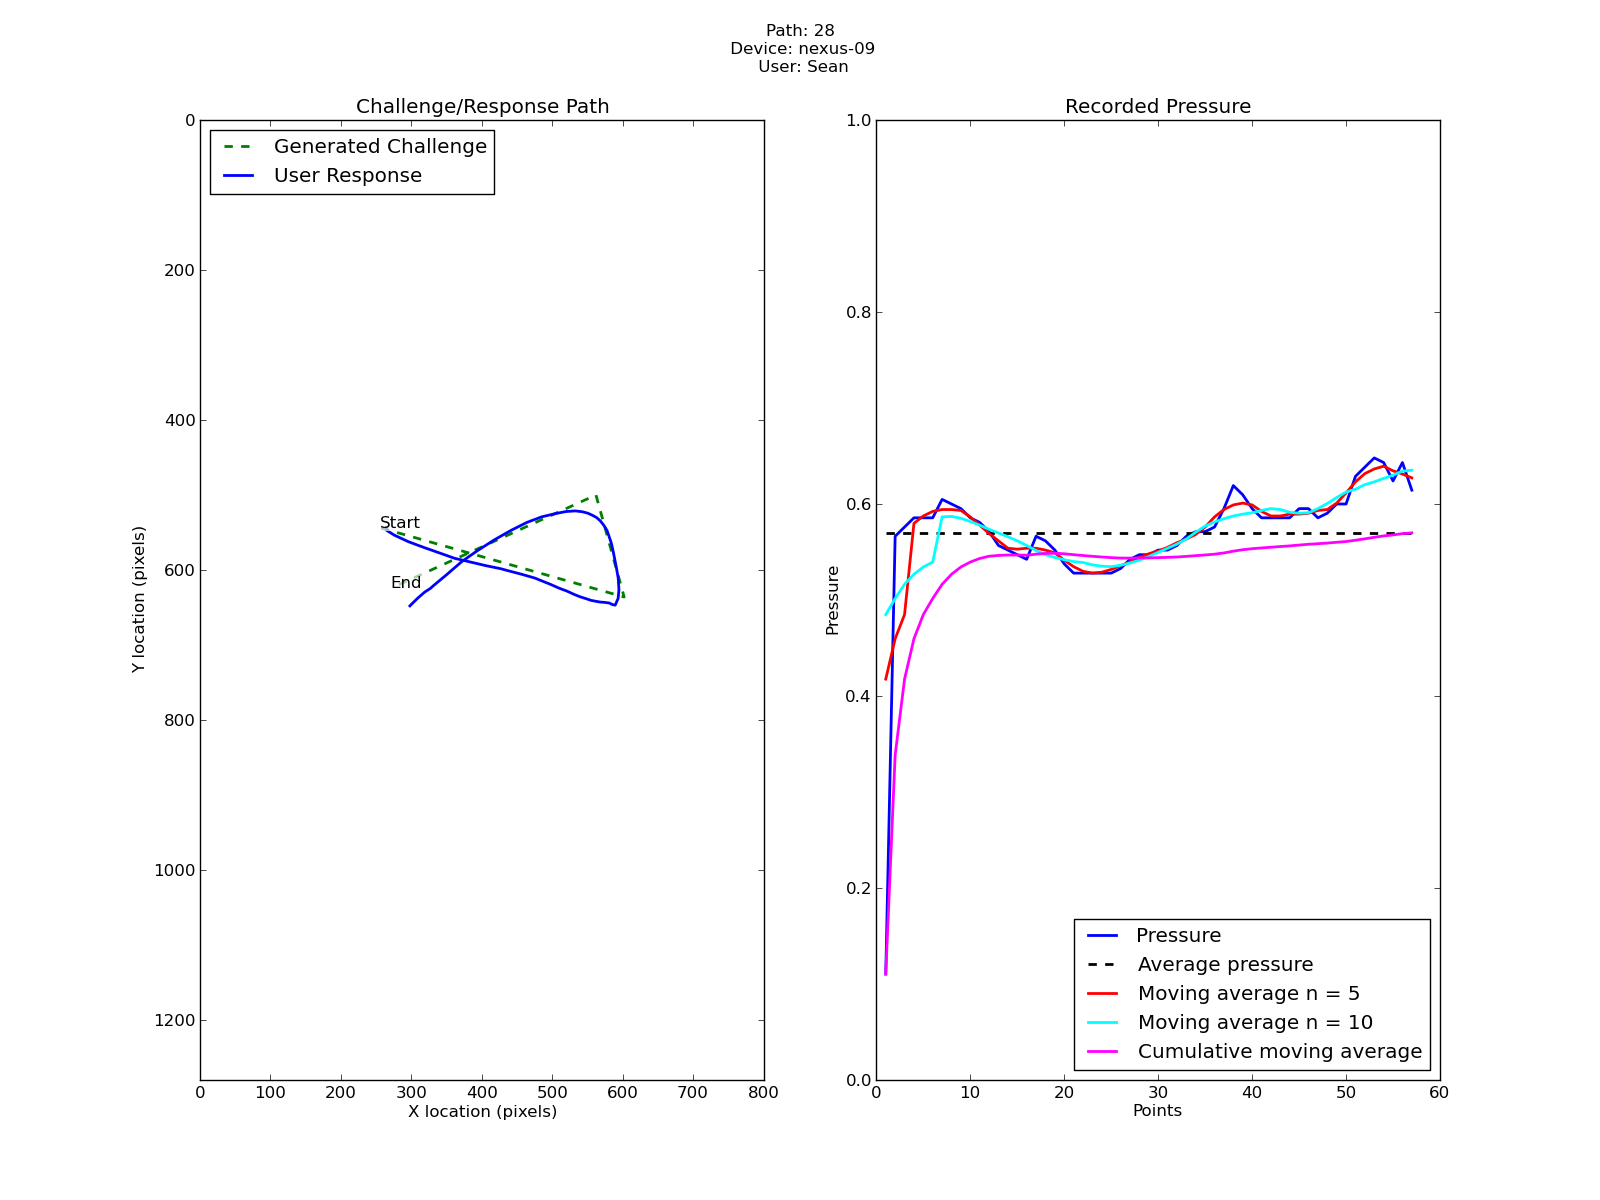 Path: 28
Device: nexus-09
User: Sean
Challenge/Response Path
Generated Challenge
User Response
Start
End
0
200
400
600
800
1000
1200
Y location (pixels)
0 100 200 300 400 500 600 700 800
X location (pixels)
Recorded Pressure
1.0
0.8
0.6
0.4
0.2
0.0
Pressure
Pressure
Average pressure
Moving average n = 5
Moving average n = 10
Cumulative moving average
0 10 20 30 40 50 60
Points